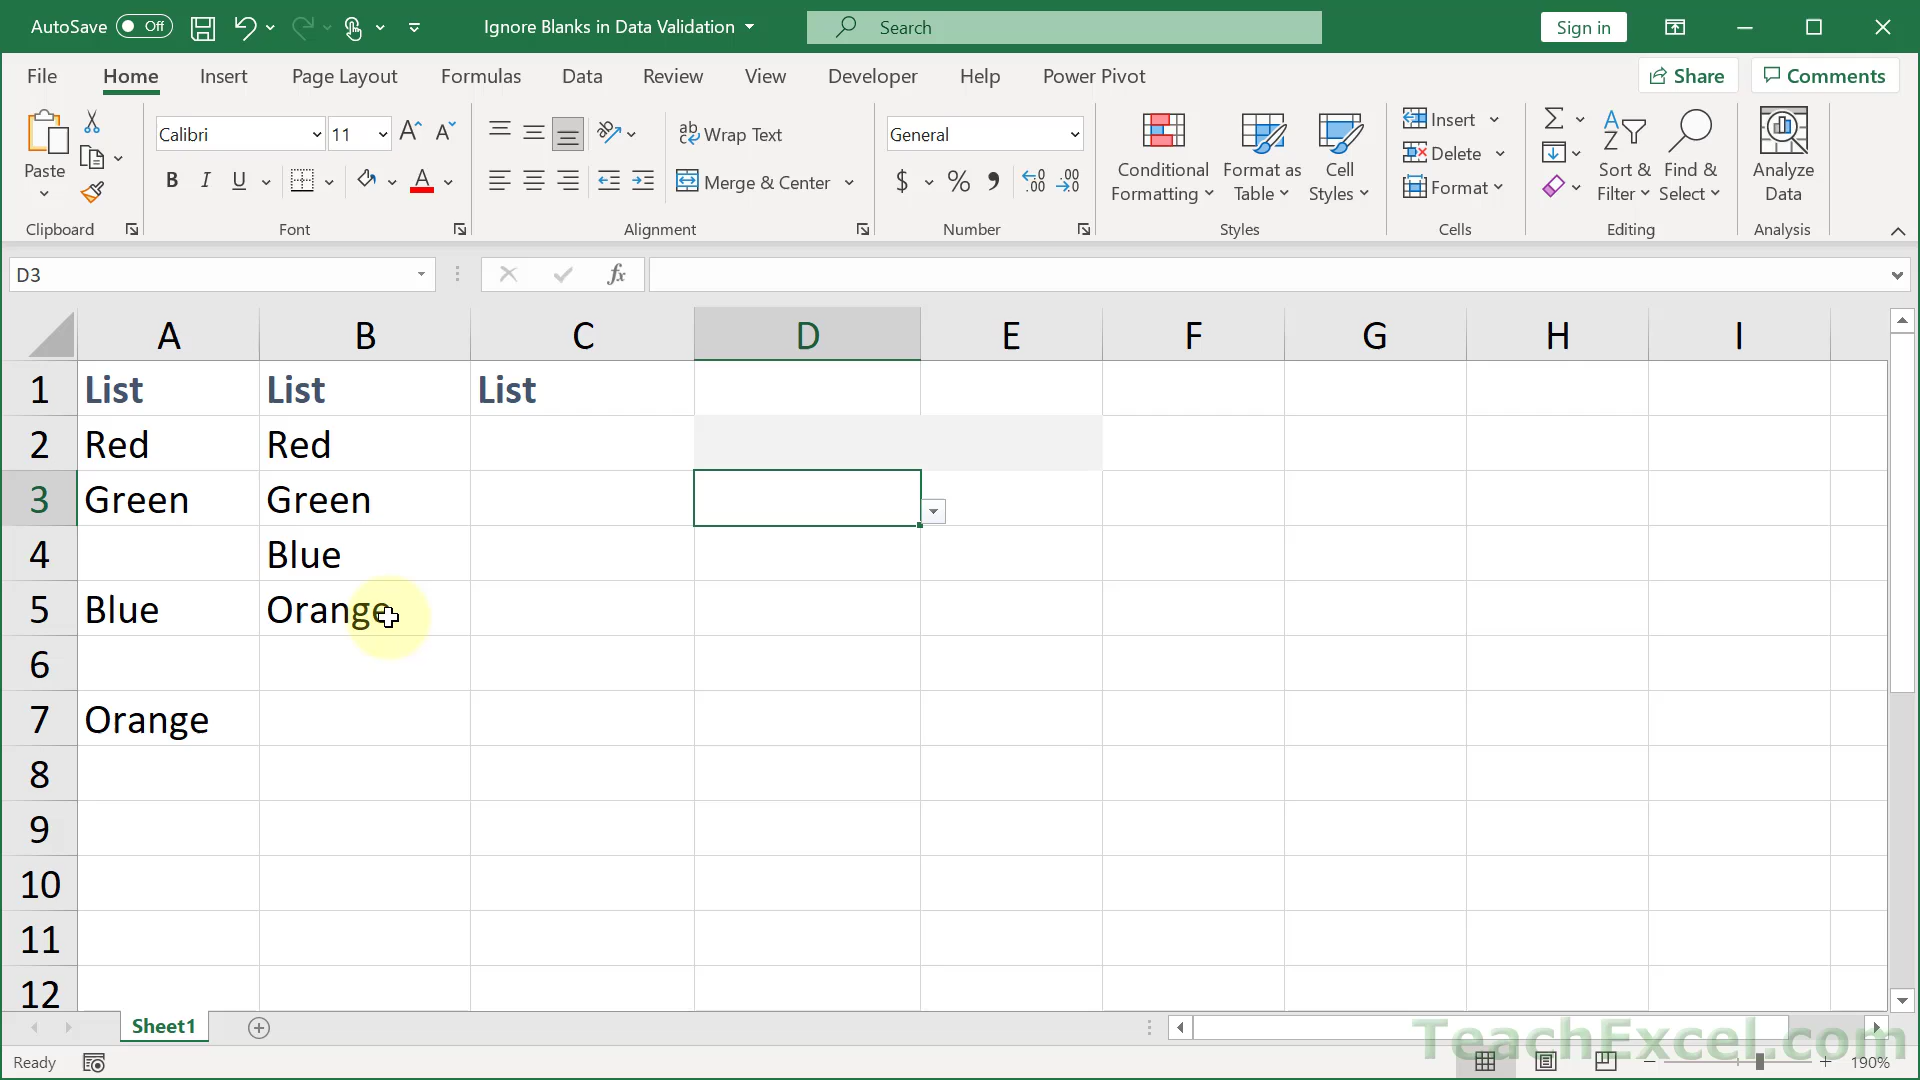 AutoSave Off Ignore Blanks in Data Validation Search Sign in
File Home Insert Page Layout Formulas Data Review View Developer Help Power Pivot Share Comments
Paste
Calibri 11
B I U A
ab Wrap Text
Merge & Center
General
$ % 9 .00 .00
Conditional Formatting
Format as Table
Cell Styles
Insert
Delete
Format
Sort & Filter
Find & Select
Analyze Data
Clipboard Font Alignment Number Styles Cells Editing Analysis
D3 fx
A B C D E F G H I
1 List List List
2 Red Red
3 Green Green
4 Blue
5 Blue Orange
6
7 Orange
8
9
10
11
12
Sheet1
TeachExcel.com
Ready 190%